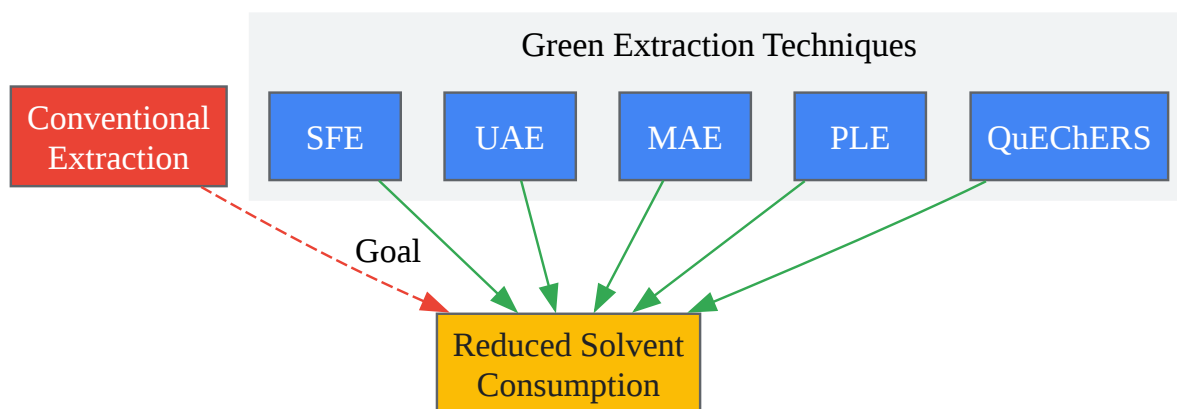 Green Extraction Techniques
Conventional
Extraction
SFE
UAE
MAE
PLE
QuEChERS
Goal
Reduced Solvent
Consumption